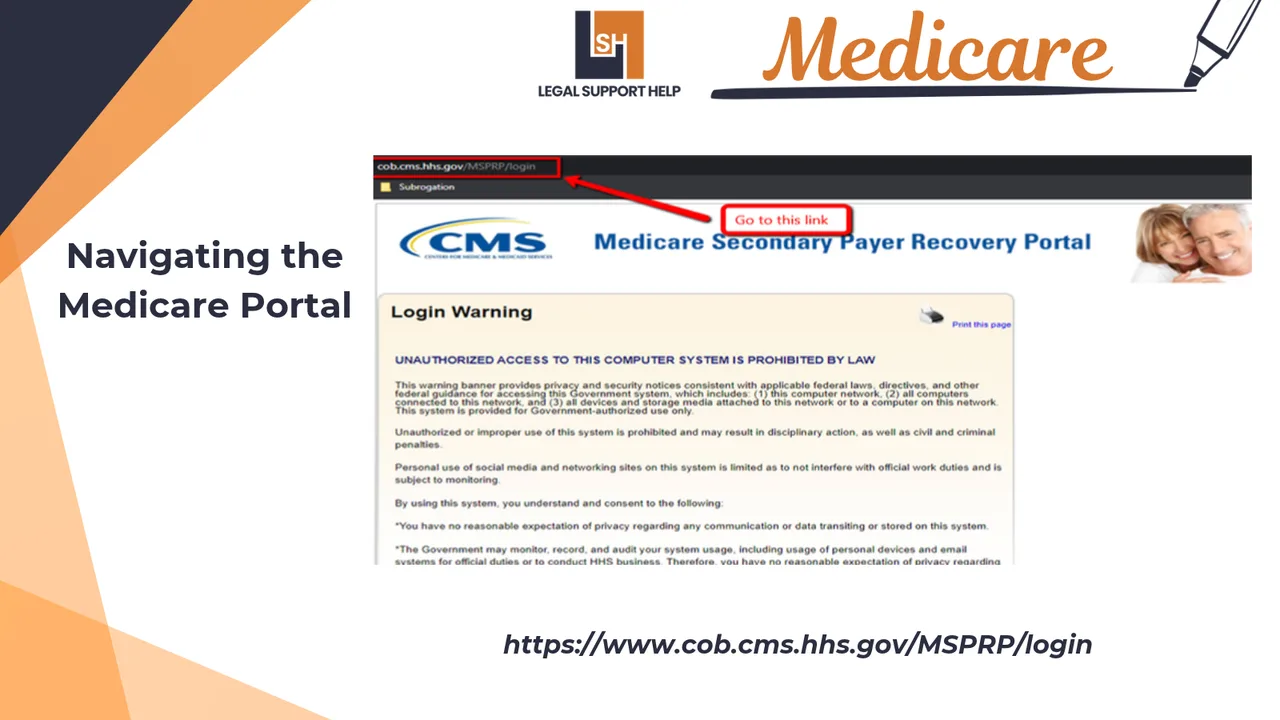 LSH
LEGAL SUPPORT HELP
Medicare
Navigating the
Medicare Portal
cob.cms.hhs.gov/MSPRP/login
Subrogation
Go to this link
CMS
CENTERS FOR MEDICARE & MEDICAID SERVICES
Medicare Secondary Payer Recovery Portal
Login Warning
Print this page
UNAUTHORIZED ACCESS TO THIS COMPUTER SYSTEM IS PROHIBITED BY LAW
This warning banner provides privacy and security notices consistent with applicable federal laws, directives, and other
federal guidance for accessing this Government system, which includes: (1) this computer network, (2) all computers
connected to this network, and (3) all devices and storage media attached to this network or to a computer on this network.
This system is provided for Government-authorized use only.
Unauthorized or improper use of this system is prohibited and may result in disciplinary action, as well as civil and criminal
penalties.
Personal use of social media and networking sites on this system is limited as to not interfere with official work duties and is
subject to monitoring.
By using this system, you understand and consent to the following:
*You have no reasonable expectation of privacy regarding any communication or data transiting or stored on this system.
*The Government may monitor, record, and audit your system usage, including usage of personal devices and email
systems for official duties or to conduct HHS business. Therefore, you have no reasonable expectation of privacy regarding
https://www.cob.cms.hhs.gov/MSPRP/login